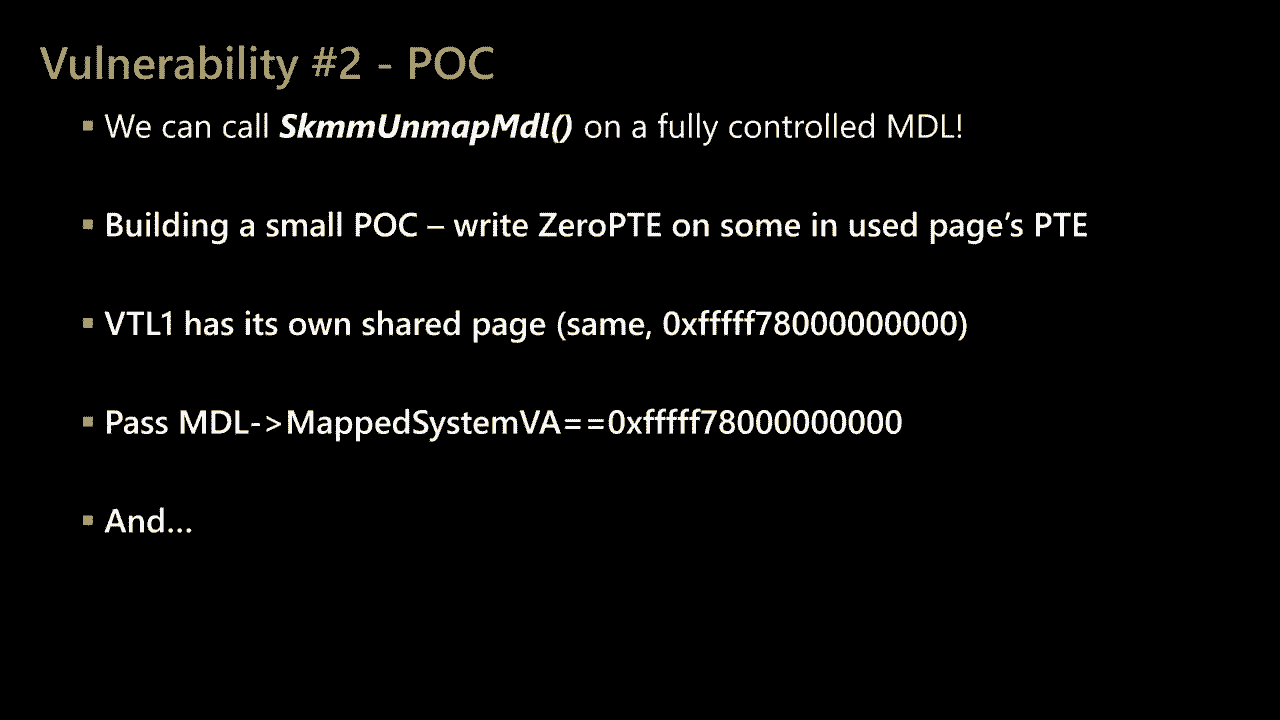 Vulnerability #2 - POC
▪ We can call SkmmUnmapMdl() on a fully controlled MDL!
▪ Building a small POC – write ZeroPTE on some in used page’s PTE
▪ VTL1 has its own shared page (same, 0xfffff78000000000)
▪ Pass MDL->MappedSystemVA==0xfffff78000000000
▪ And…